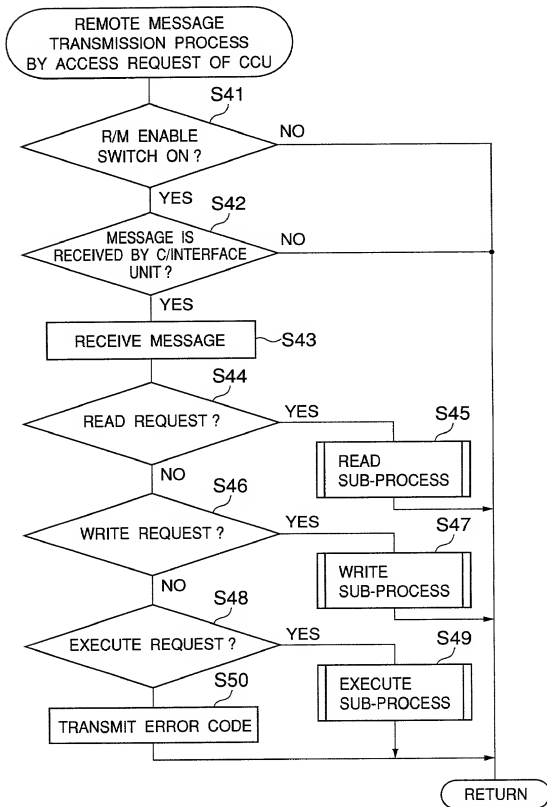 REMOTE MESSAGE
TRANSMISSION PROCESS
BY ACCESS REQUEST OF CCU
S41
R/M ENABLE
SWITCH ON ?
NO
YES
S42
MESSAGE IS
RECEIVED BY C/INTERFACE
UNIT ?
NO
YES
RECEIVE MESSAGE
S43
S44
READ REQUEST ?
YES
S45
READ
SUB-PROCESS
NO
S46
WRITE REQUEST ?
YES
S47
WRITE
SUB-PROCESS
NO
S48
EXECUTE REQUEST ?
YES
S49
EXECUTE
SUB-PROCESS
S50
TRANSMIT ERROR CODE
RETURN